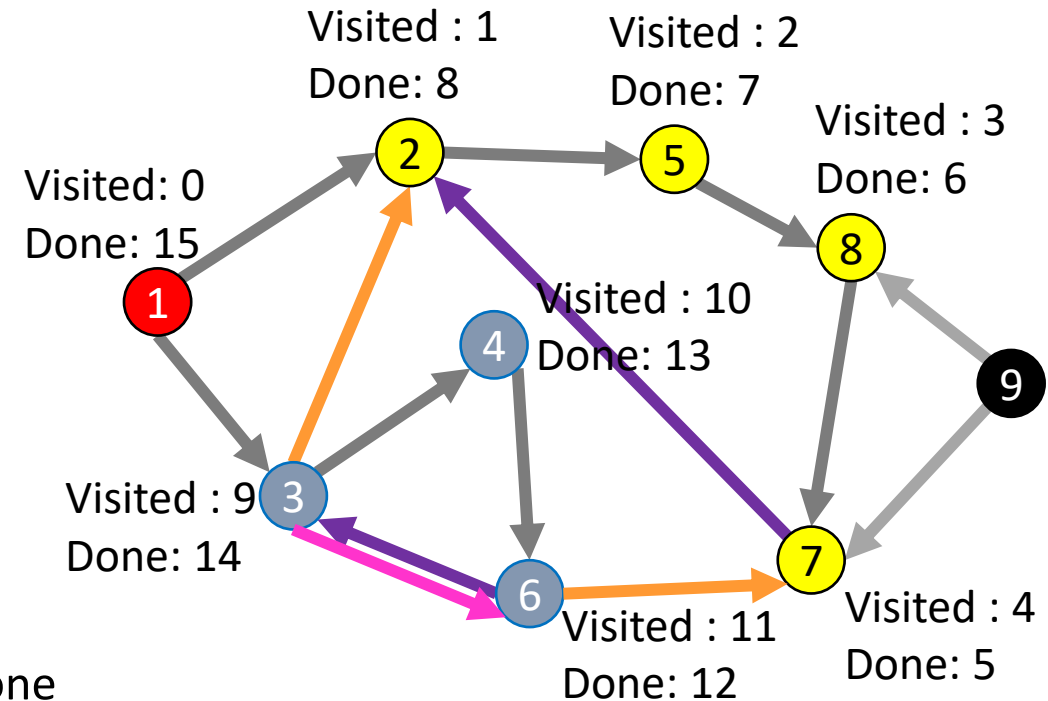 Visited : 1
Done: 8
Visited : 2
Done: 7
Visited : 3
Done: 6
2
5
Visited: 0
Done: 15
8
1
Visited : 10
Done: 13
4
9
Visited : 9
Done: 14
3
7
6
Visited : 11
Done: 12
Visited : 4
Done: 5
one